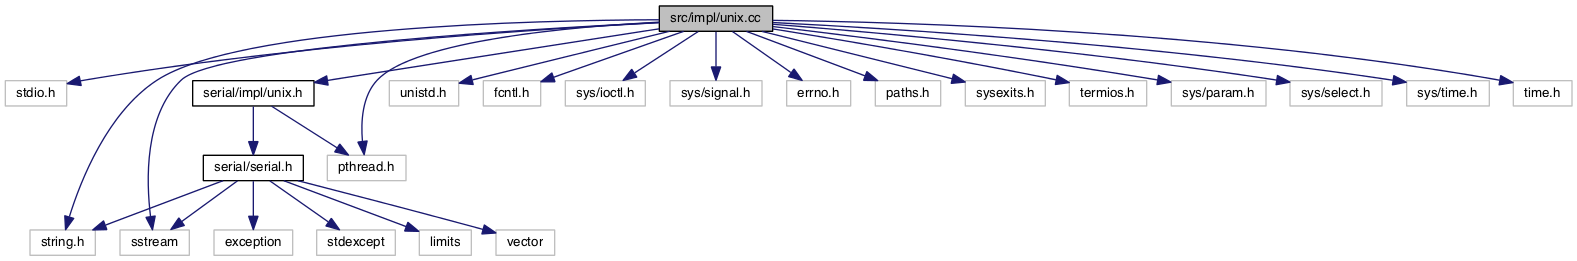 src/impl/unix.cc
stdio.h
serial/impl/unix.h
unistd.h
fcntl.h
sys/ioctl.h
sys/signal.h
errno.h
paths.h
sysexits.h
termios.h
sys/param.h
sys/select.h
sys/time.h
time.h
serial/serial.h
pthread.h
string.h
sstream
exception
stdexcept
limits
vector